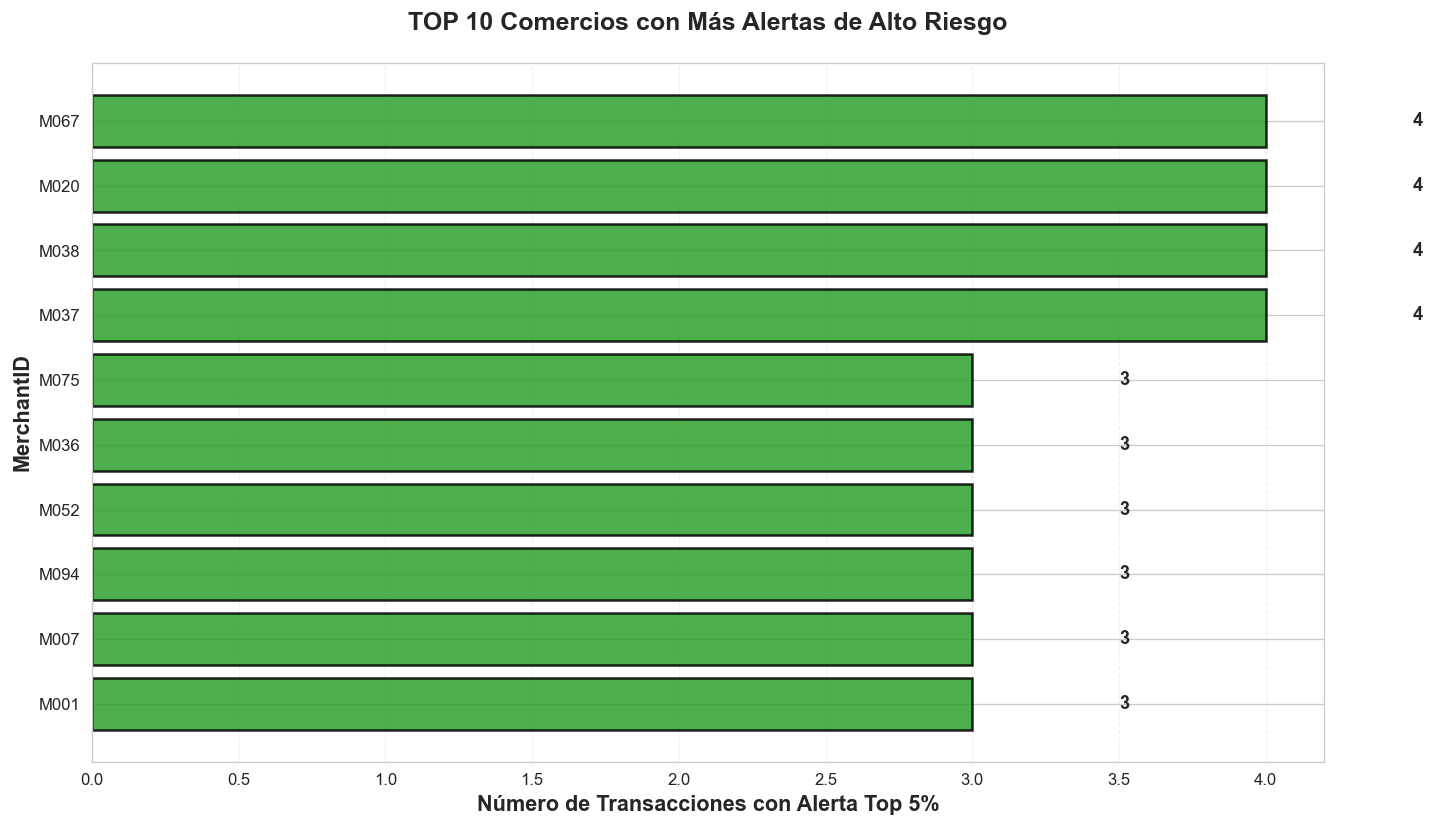 TOP 10 Comercios con Más Alertas de Alto Riesgo
MerchantID
M067 4
M020 4
M038 4
M037 4
M075 3
M036 3
M052 3
M094 3
M007 3
M001 3
0.0 0.5 1.0 1.5 2.0 2.5 3.0 3.5 4.0
Número de Transacciones con Alerta Top 5%